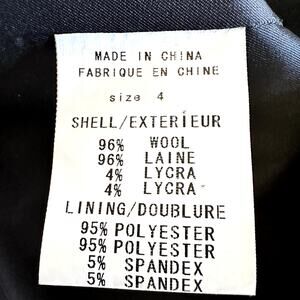 MADE IN CHINA
FABRIQUE EN CHINE
size 4
SHELL/EXTERÍEUR
96% WOOL
96% LAINE
4% LYCRA
4% LYCRA
LINING/DOUBLURE
95% POLYESTER
95% POLYESTER
5% SPANDEX
5% SPANDEX